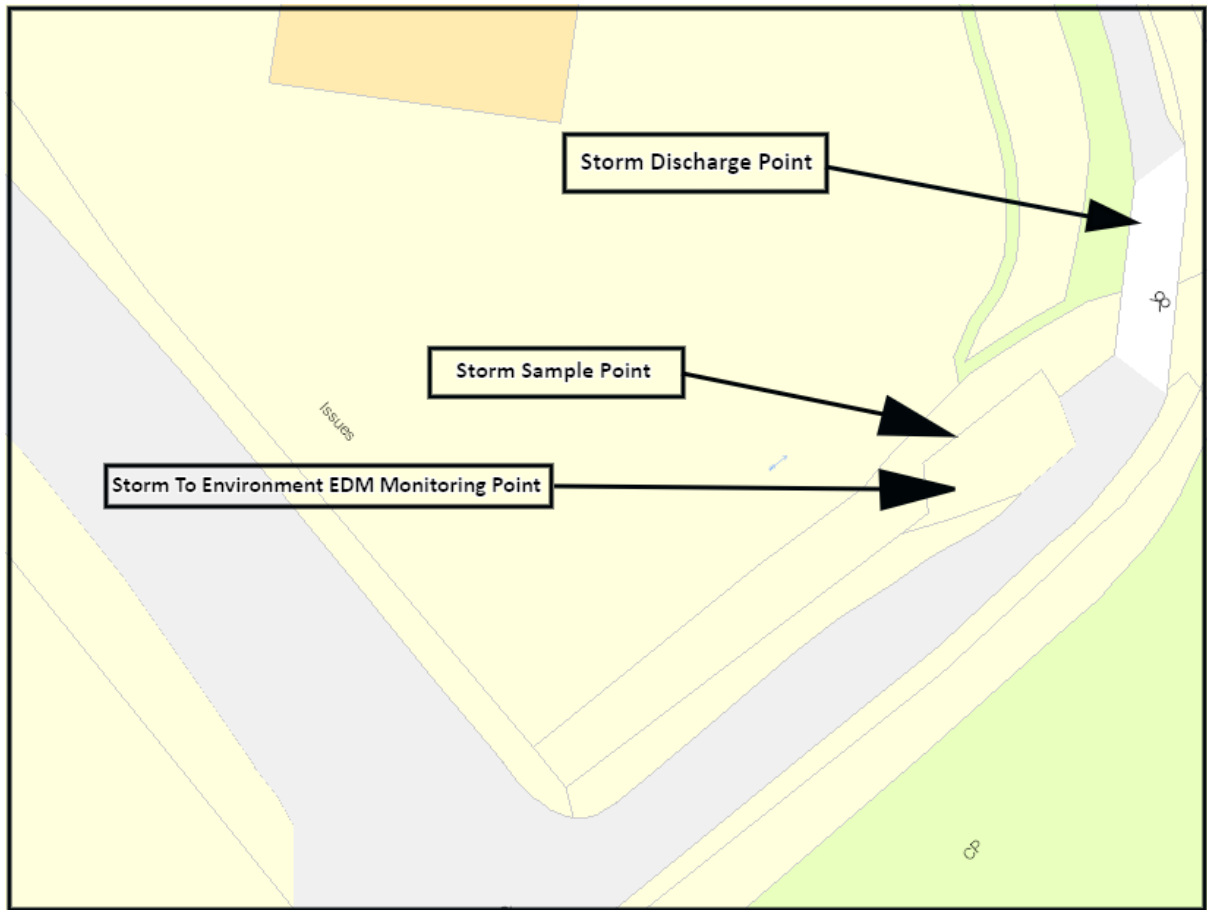 Storm Discharge Point
Storm Sample Point
Issues
Storm To Environment EDM Monitoring Point
CP